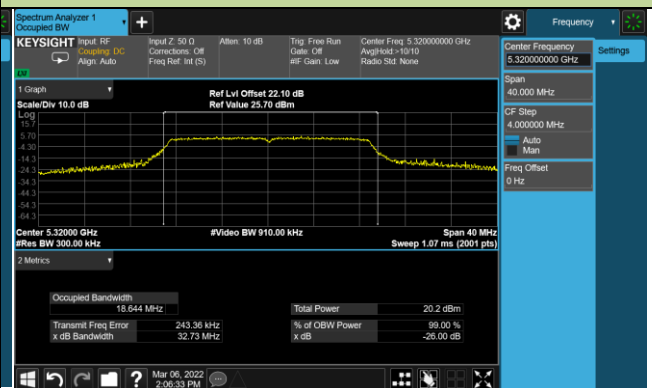 Spectrum Analyzer 1
Occupied BW
KEYSIGHT
Input: RF
Coupling: DC
Align: Auto
Input Z: 50 Ω
Corrections: Off
Freq Ref: Int (S)
Atten: 10 dB
Trig: Free Run
Gate: Off
#IF Gain: Low
Center Freq: 5.320000000 GHz
Avg|Hold:>10/10
Radio Std: None
1 Graph
Scale/Div 10.0 dB
Ref Lvl Offset 22.10 dB
Ref Value 25.70 dBm
Log
15.7
5.70
-4.30
-14.3
-24.3
-34.3
-44.3
-54.3
-64.3
Center 5.32000 GHz
#Res BW 300.00 kHz
#Video BW 910.00 kHz
Span 40 MHz
Sweep 1.07 ms (2001 pts)
2 Metrics
Occupied Bandwidth
18.644 MHz
Total Power 20.2 dBm
Transmit Freq Error 243.36 kHz
% of OBW Power 99.00 %
x dB Bandwidth 32.73 MHz
x dB -26.00 dB
Mar 06, 2022
2:06:33 PM
Frequency
Center Frequency
5.320000000 GHz
Settings
Span
40.000 MHz
CF Step
4.000000 MHz
Auto
Man
Freq Offset
0 Hz